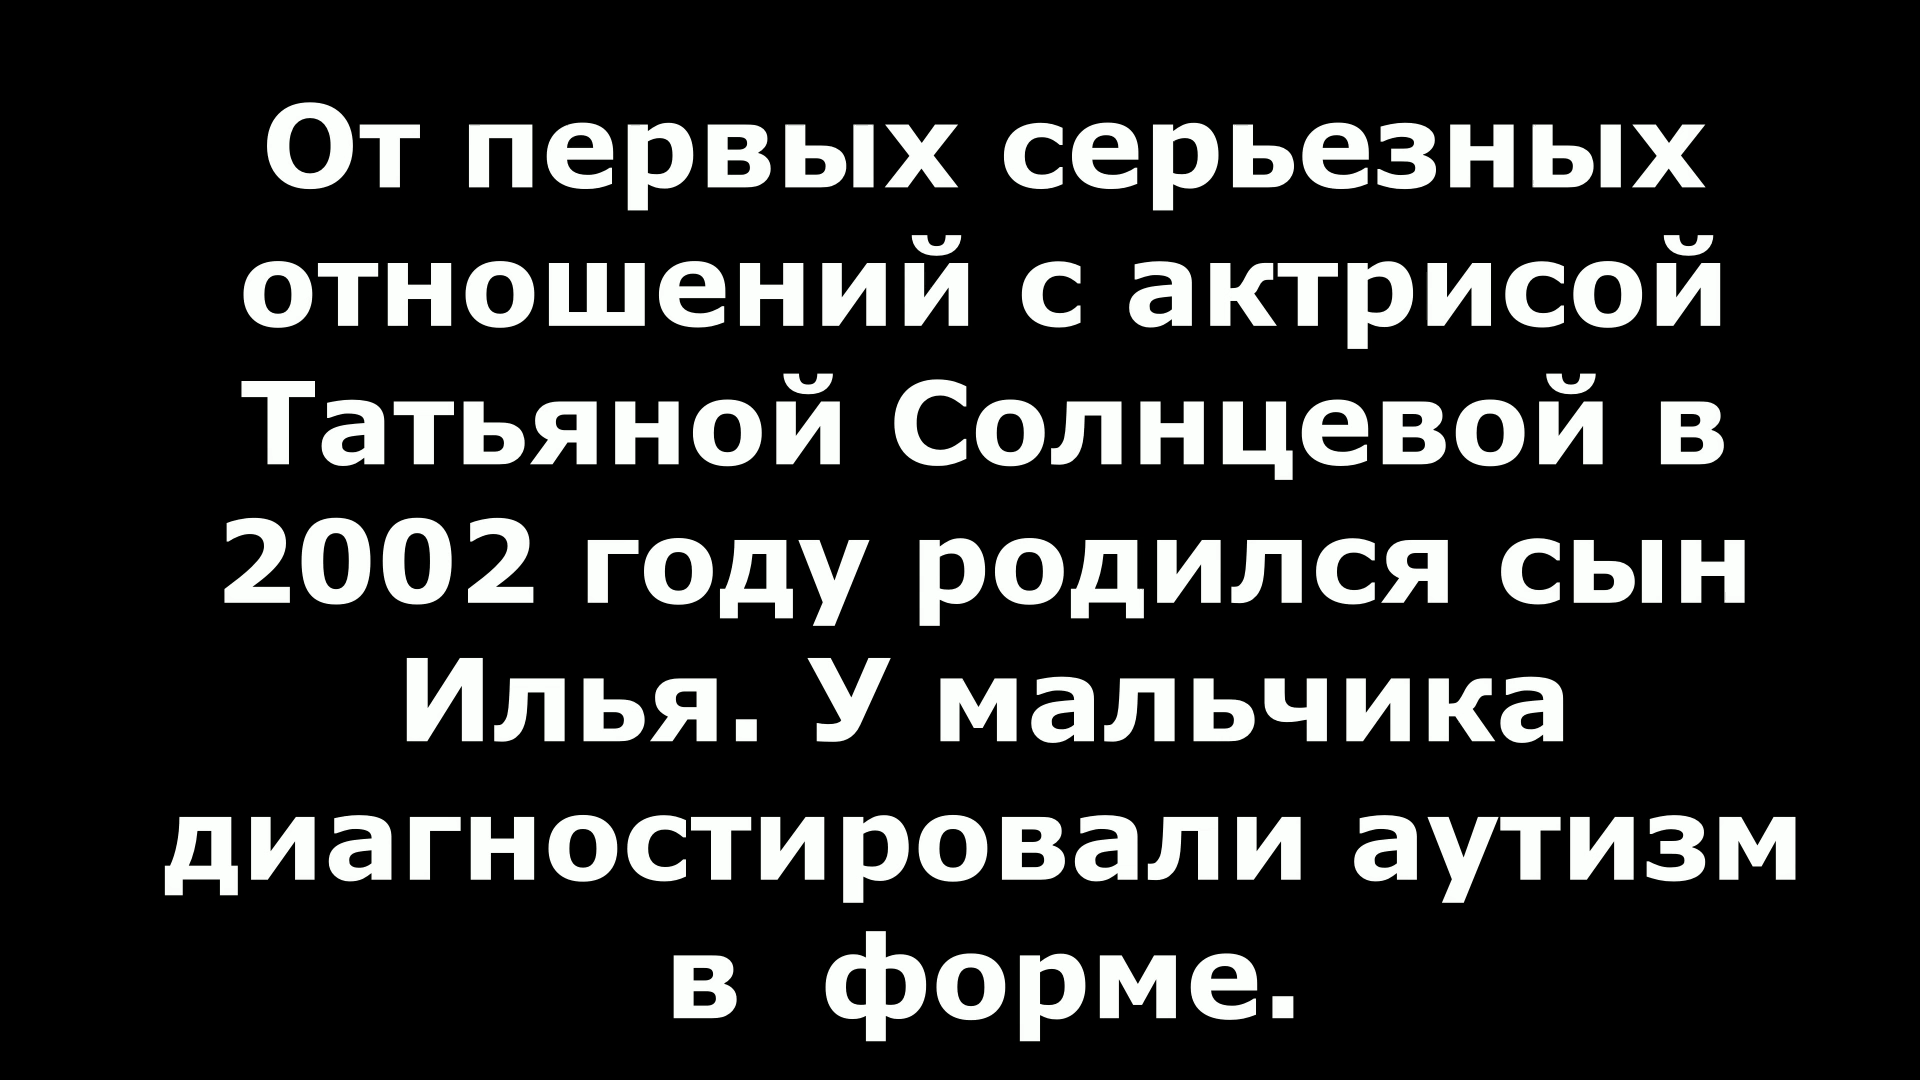 От первых серьезных
отношений с актрисой
Татьяной Солнцевой в
2002 году родился сын
Илья. У мальчика
диагностировали аутизм
в  форме.